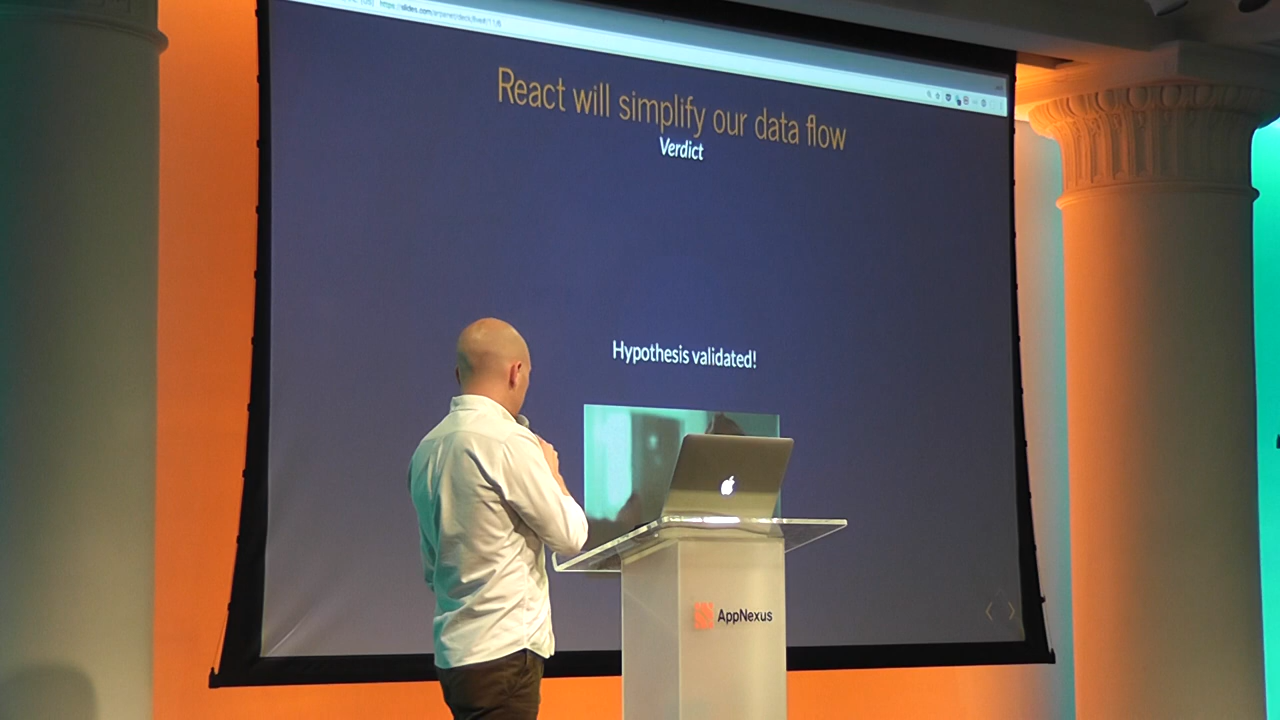 React will simplify our data flow
Verdict
Hypothesis validated!
AppNexus